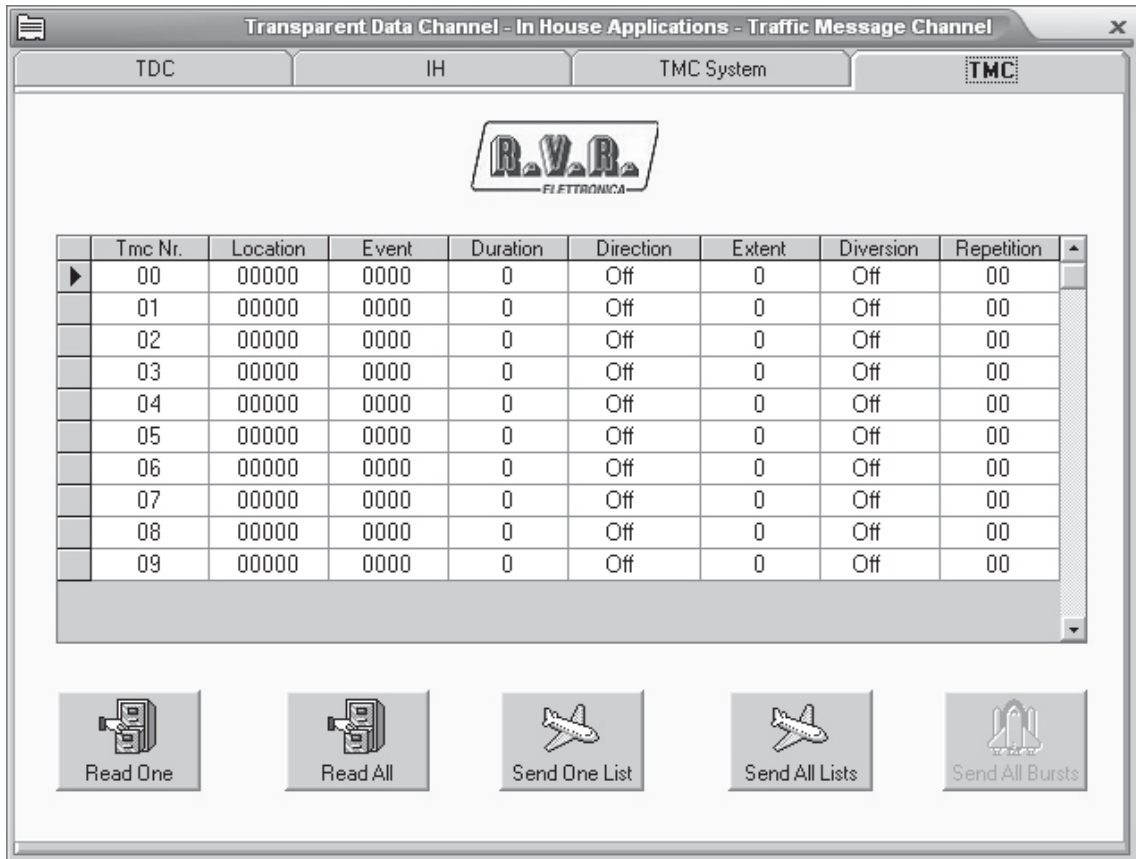 Transparent Data Channel - In House Applications - Traffic Message Channel
TDC IH TMC System TMC
R.V.R.
ELETTRONICA
Tmc Nr. Location Event Duration Direction Extent Diversion Repetition
00 00000 0000 0 Off 0 Off 00
01 00000 0000 0 Off 0 Off 00
02 00000 0000 0 Off 0 Off 00
03 00000 0000 0 Off 0 Off 00
04 00000 0000 0 Off 0 Off 00
05 00000 0000 0 Off 0 Off 00
06 00000 0000 0 Off 0 Off 00
07 00000 0000 0 Off 0 Off 00
08 00000 0000 0 Off 0 Off 00
09 00000 0000 0 Off 0 Off 00
Read One Read All Send One List Send All Lists Send All Bursts